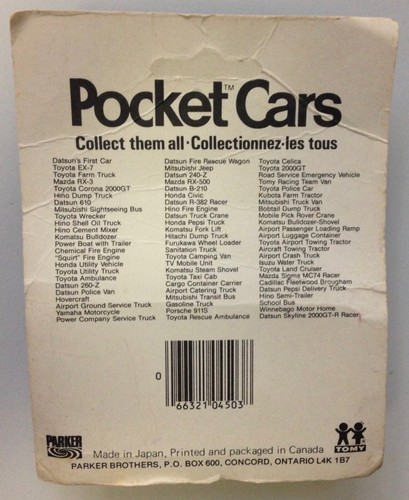 Pocket Cars™
Collect them all·Collectionnez·les tous
Datsun's First Car
Toyota EX-7
Toyota Farm Truck
Mazda RX-3
Toyota Corona 2000GT
Hino Dump Truck
Datsun 610
Mitsubishi Sightseeing Bus
Toyota Wrecker
Hino Shell Oil Truck
Hino Cement Mixer
Komatsu Bulldozer
Power Boat with Trailer
Chemical Fire Engine
"Squirt" Fire Engine
Honda Utility Vehicle
Toyota Utility Truck
Toyota Ambulance
Datsun 260-Z
Datsun Police Van
Hovercraft
Airport Ground Service Truck
Yamaha Motorcycle
Power Company Service Truck
Datsun Fire Rescue Wagon
Mitsubishi Jeep
Datsun 240-Z
Mazda RX-500
Datsun B-210
Honda Civic
Datsun R-382 Racer
Hino Fire Engine
Datsun Truck Crane
Honda Pepsi Truck
Komatsu Fork Lift
Hitachi Dump Truck
Furukawa Wheel Loader
Sanitation Truck
Toyota Camping Van
TV Mobile Unit
Komatsu Steam Shovel
Toyota Taxi Cab
Cargo Container Carrier
Airport Catering Truck
Mitsubishi Transit Bus
Gasoline Truck
Porsche 911S
Toyota Rescue Ambulance
Toyota Celica
Toyota 2000GT
Road Service Emergency Vehicle
Tomy Racing Team Van
Toyota Police Car
Kubota Farm Tractor
Mitsubishi Truck Van
Bobtail Dump Truck
Mobile Pick Rover Crane
Komatsu Bulldozer-Shovel
Airport Passenger Loading Ramp
Airport Luggage Container
Toyota Airport Towing Tractor
Aircraft Towing Tractor
Airport Crash Truck
Isuzu Water Truck
Toyota Land Cruiser
Mazda Sigma MC74 Racer
Cadillac Fleetwood Brougham
Datsun Pepsi Delivery Truck
Hino Semi-Trailer
School Bus
Winnebago Motor Home
Datsun Skyline 2000GT-R Racer
0 66321 04503
PARKER
TOMY
Made in Japan, Printed and packaged in Canada
PARKER BROTHERS, P.O. BOX 600, CONCORD, ONTARIO L4K 1B7